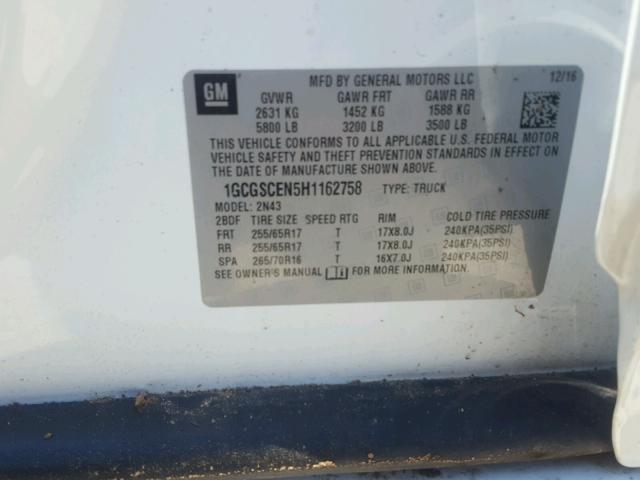 GM
MFD BY GENERAL MOTORS LLC 12/16
GVWR GAWR FRT GAWR RR
2631 KG 1452 KG 1588 KG
5800 LB 3200 LB 3500 LB
THIS VEHICLE CONFORMS TO ALL APPLICABLE U.S. FEDERAL MOTOR
VEHICLE SAFETY AND THEFT PREVENTION STANDARDS IN EFFECT ON
THE DATE OF MANUFACTURE SHOWN ABOVE.
1GCGSCEN5H1162758 TYPE: TRUCK
MODEL: 2N43
2BDF TIRE SIZE SPEED RTG RIM COLD TIRE PRESSURE
FRT 255/65R17 T 17X8.0J 240KPA(35PSI)
RR 255/65R17 T 17X8.0J 240KPA(35PSI)
SPA 265/70R16 T 16X7.0J 240KPA(35PSI)
SEE OWNER'S MANUAL FOR MORE INFORMATION.